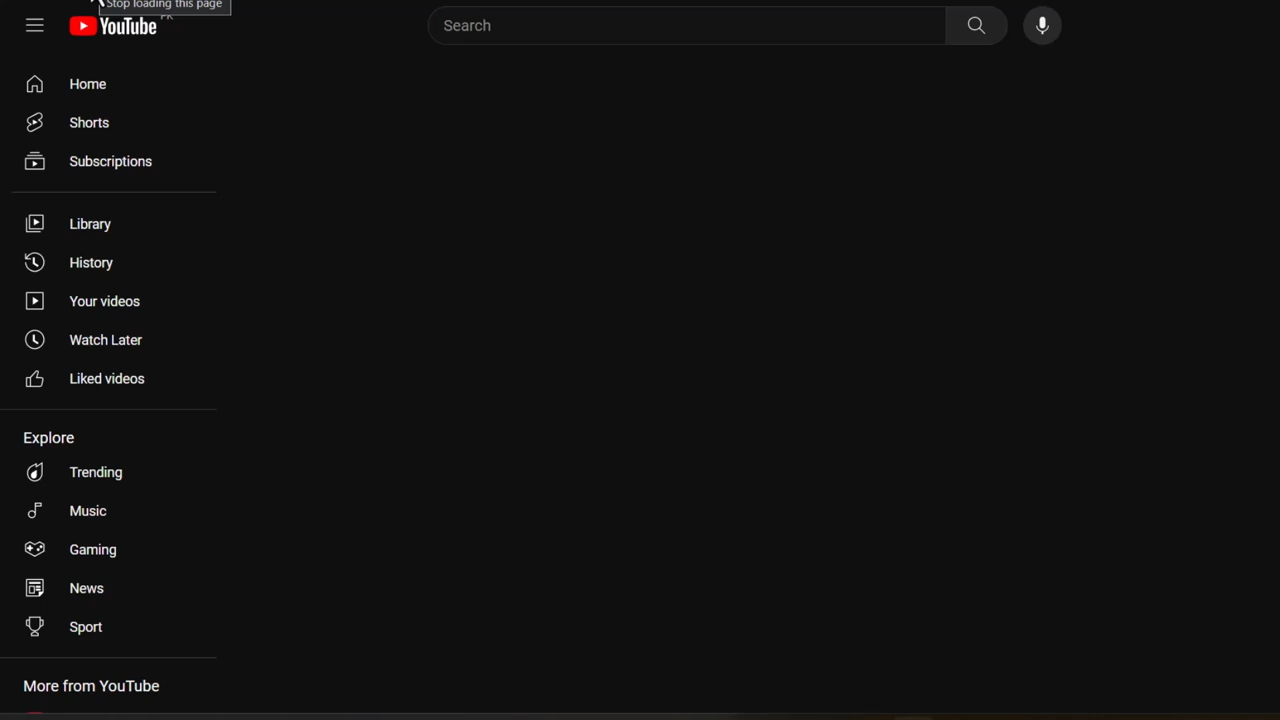 Stop loading this page
YouTube PK
Search
Home
Shorts
Subscriptions
Library
History
Your videos
Watch Later
Liked videos
Explore
Trending
Music
Gaming
News
Sport
More from YouTube